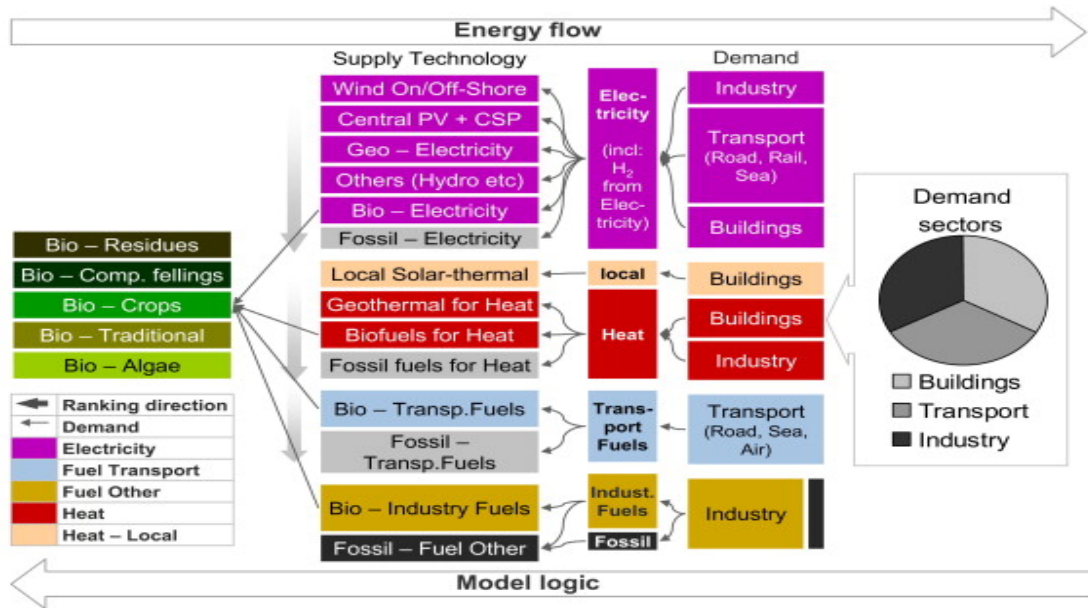 Energy flow
Supply Technology
Demand
Wind On/Off-Shore
Central PV + CSP
Geo – Electricity
Others (Hydro etc)
Bio – Electricity
Fossil – Electricity
Elec-
tricity
(incl:
H2
from
Elec-
tricity)
Industry
Transport
(Road, Rail,
Sea)
Buildings
Bio – Residues
Bio – Comp. fellings
Bio – Crops
Bio – Traditional
Bio – Algae
Local Solar-thermal
local
Buildings
Geothermal for Heat
Biofuels for Heat
Fossil fuels for Heat
Heat
Buildings
Industry
Bio – Transp.Fuels
Fossil –
Transp.Fuels
Trans-
port
Fuels
Transport
(Road, Sea,
Air)
Bio – Industry Fuels
Fossil – Fuel Other
Indust.
Fuels
Fossil
Industry
Demand
sectors
Buildings
Transport
Industry
Ranking direction
Demand
Electricity
Fuel Transport
Fuel Other
Heat
Heat – Local
Model logic